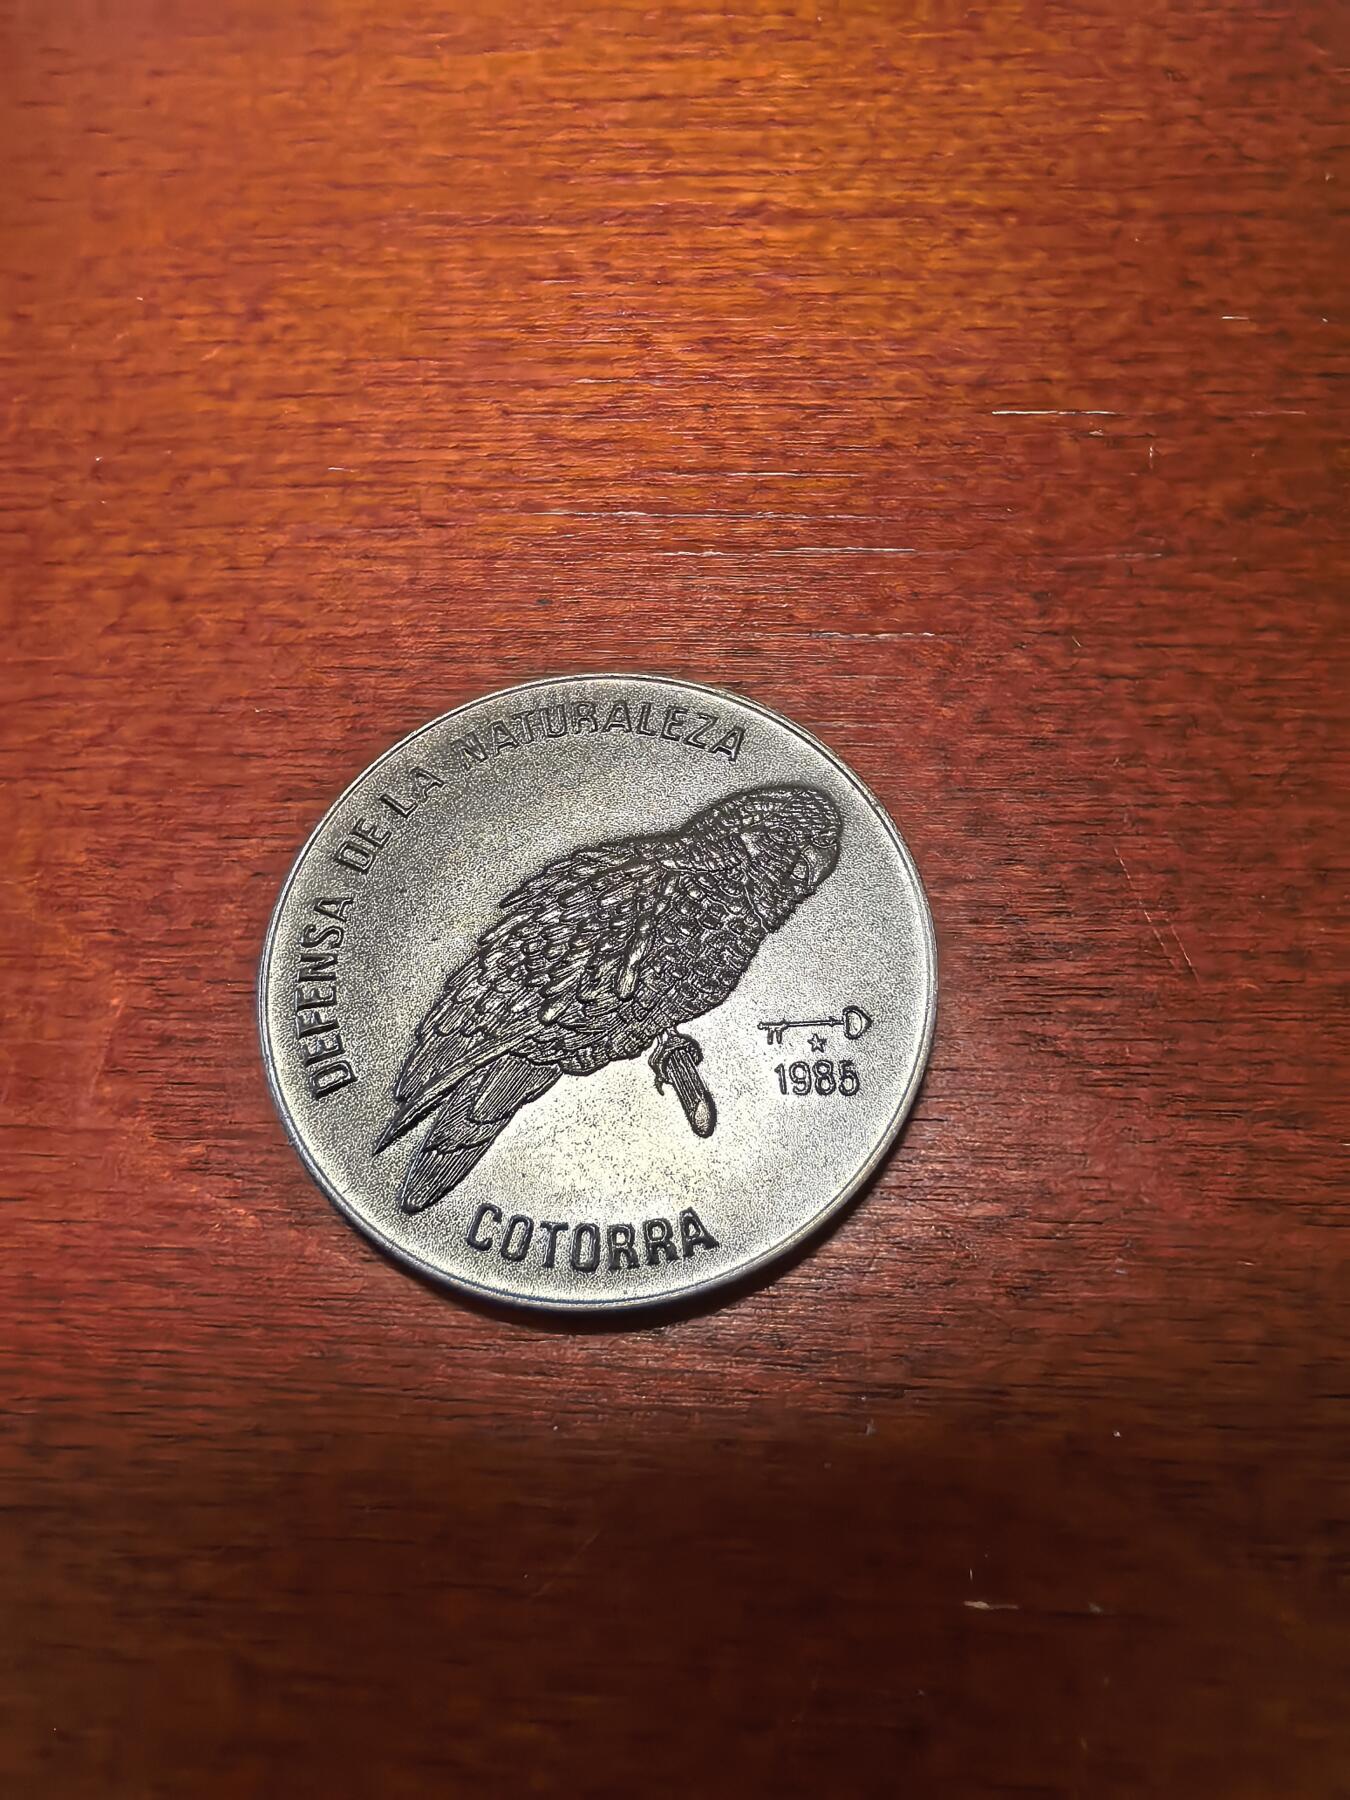 DEFENSA DE LA NATURALEZA
1985
COTORRA